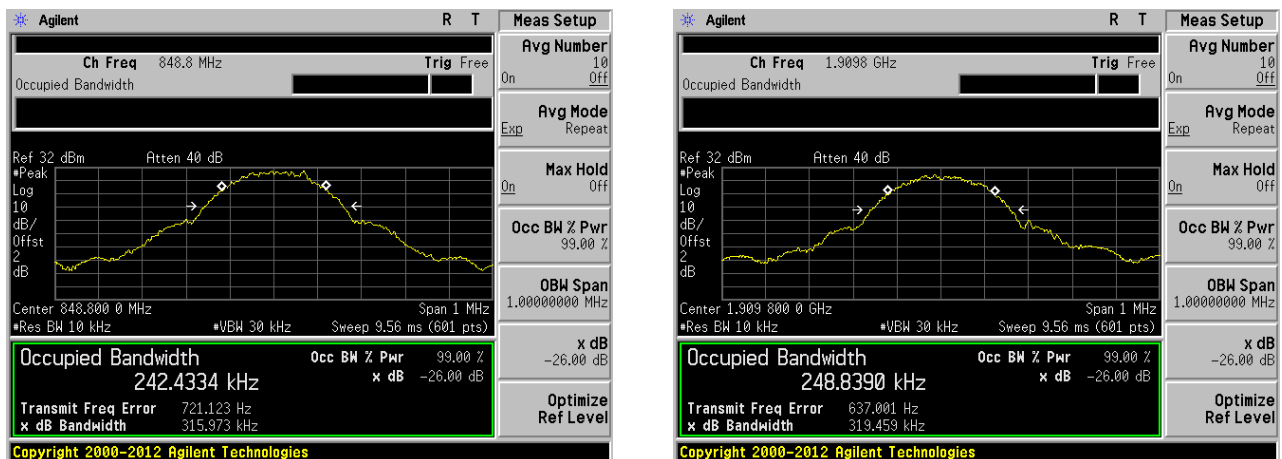 Agilent R T Meas Setup
Ch Freq 848.8 MHz Trig Free
Occupied Bandwidth
Avg Number
10
On Off
Avg Mode
Exp Repeat
Ref 32 dBm Atten 40 dB
#Peak
Log
10
dB/
Offst
2
dB
Max Hold
On Off
Occ BW % Pwr
99.00 %
OBW Span
1.00000000 MHz
Center 848.800 0 MHz Span 1 MHz
#Res BW 10 kHz #VBW 30 kHz Sweep 9.56 ms (601 pts)
x dB
-26.00 dB
Occupied Bandwidth Occ BW % Pwr 99.00 %
242.4334 kHz x dB -26.00 dB
Transmit Freq Error 721.123 Hz
x dB Bandwidth 315.973 kHz
Optimize
Ref Level
Copyright 2000-2012 Agilent Technologies
Agilent R T Meas Setup
Ch Freq 1.9098 GHz Trig Free
Occupied Bandwidth
Avg Number
10
On Off
Avg Mode
Exp Repeat
Ref 32 dBm Atten 40 dB
#Peak
Log
10
dB/
Offst
2
dB
Max Hold
On Off
Occ BW % Pwr
99.00 %
OBW Span
1.00000000 MHz
Center 1.909 800 0 GHz Span 1 MHz
#Res BW 10 kHz #VBW 30 kHz Sweep 9.56 ms (601 pts)
x dB
-26.00 dB
Occupied Bandwidth Occ BW % Pwr 99.00 %
248.8390 kHz x dB -26.00 dB
Transmit Freq Error 637.001 Hz
x dB Bandwidth 319.459 kHz
Optimize
Ref Level
Copyright 2000-2012 Agilent Technologies